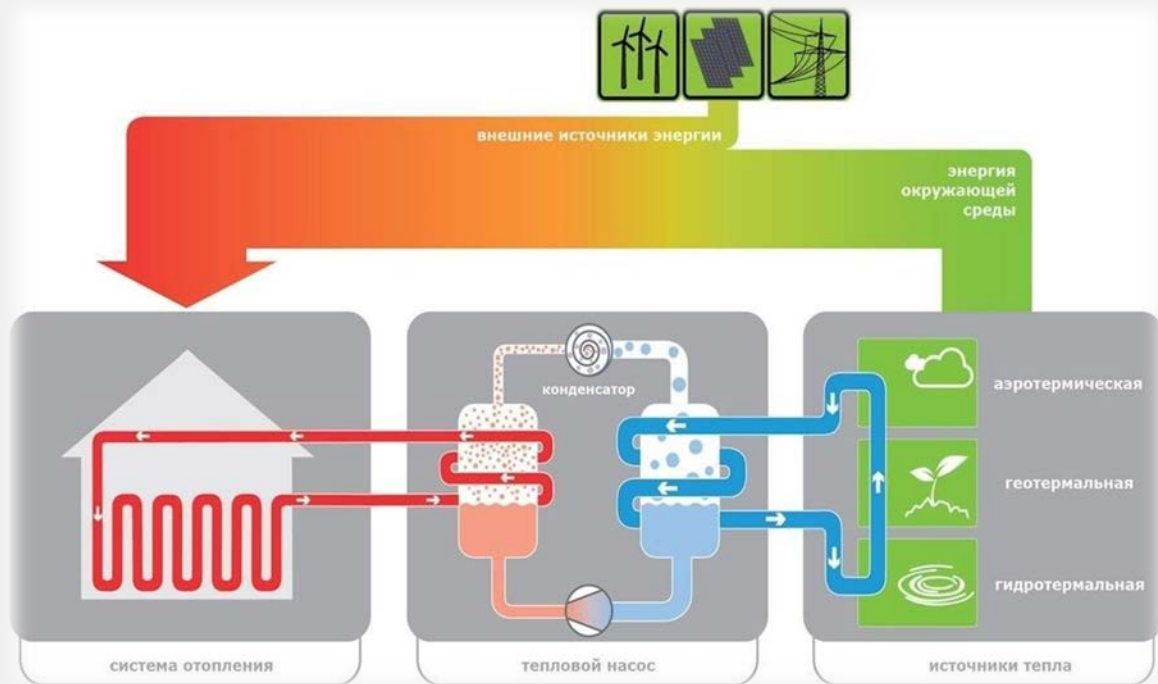 внешние источники энергии
энергия
окружающей
среды
конденсатор
аэротермическая
геотермальная
гидротермальная
система отопления
тепловой насос
источники тепла